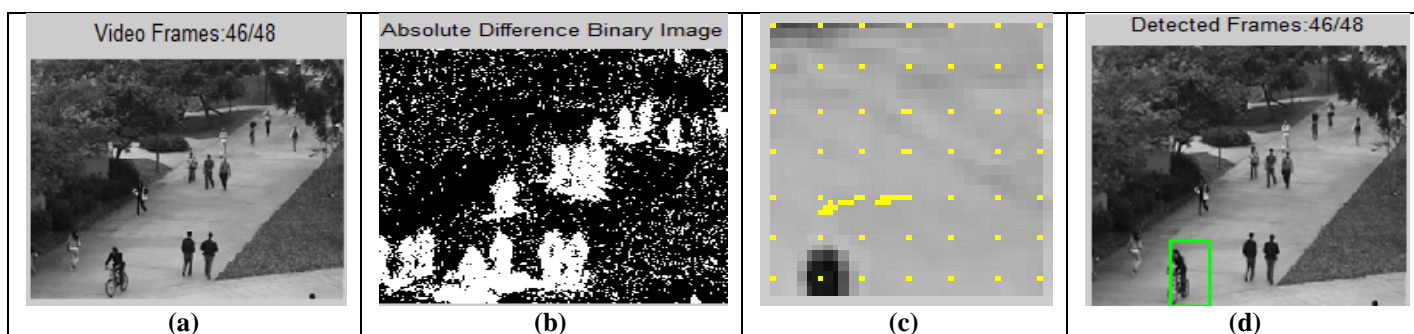 Video Frames:46/48
Absolute Difference Binary Image
Detected Frames:46/48
(a)
(b)
(c)
(d)